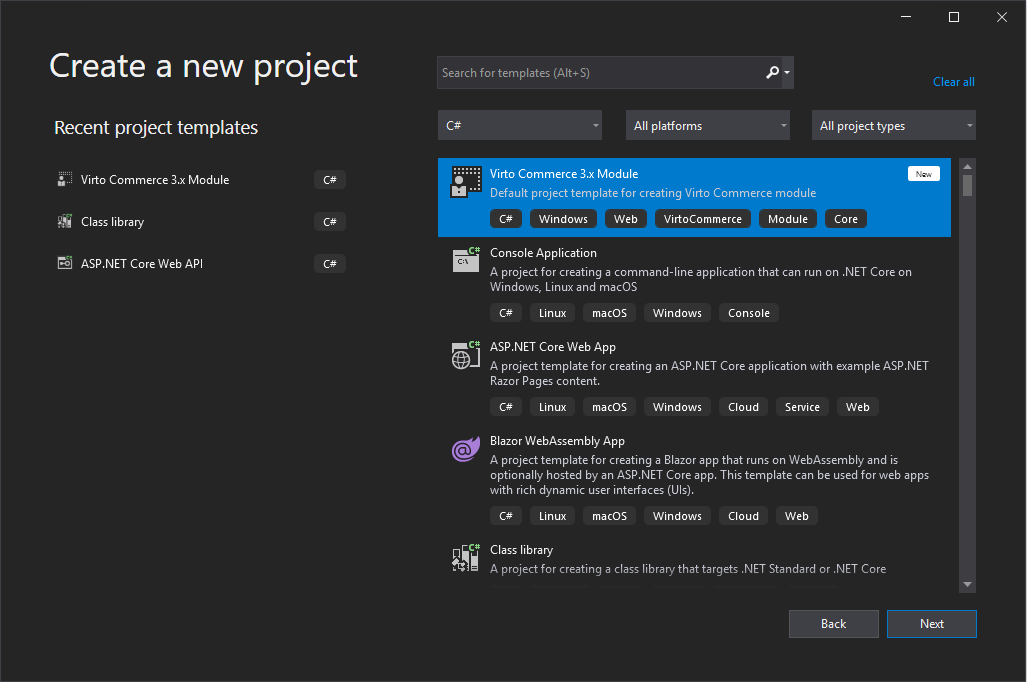 Create a new project
Search for templates (Alt+S)
Clear all
Recent project templates
C#
All platforms
All project types
Virto Commerce 3.x Module C#
Class library C#
ASP.NET Core Web API C#
Virto Commerce 3.x Module New
Default project template for creating Virto Commerce module
C# Windows Web VirtoCommerce Module Core
C#
C:\
Console Application
A project for creating a command-line application that can run on .NET Core on
Windows, Linux and macOS
C# Linux macOS Windows Console
C#
ASP.NET Core Web App
A project template for creating an ASP.NET Core application with example ASP.NET
Razor Pages content.
C# Linux macOS Windows Cloud Service Web
@
Blazor WebAssembly App
A project template for creating a Blazor app that runs on WebAssembly and is
optionally hosted by an ASP.NET Core app. This template can be used for web apps
with rich dynamic user interfaces (UIs).
C# Linux macOS Windows Cloud Web
C#
Class library
A project for creating a class library that targets .NET Standard or .NET Core
Back
Next